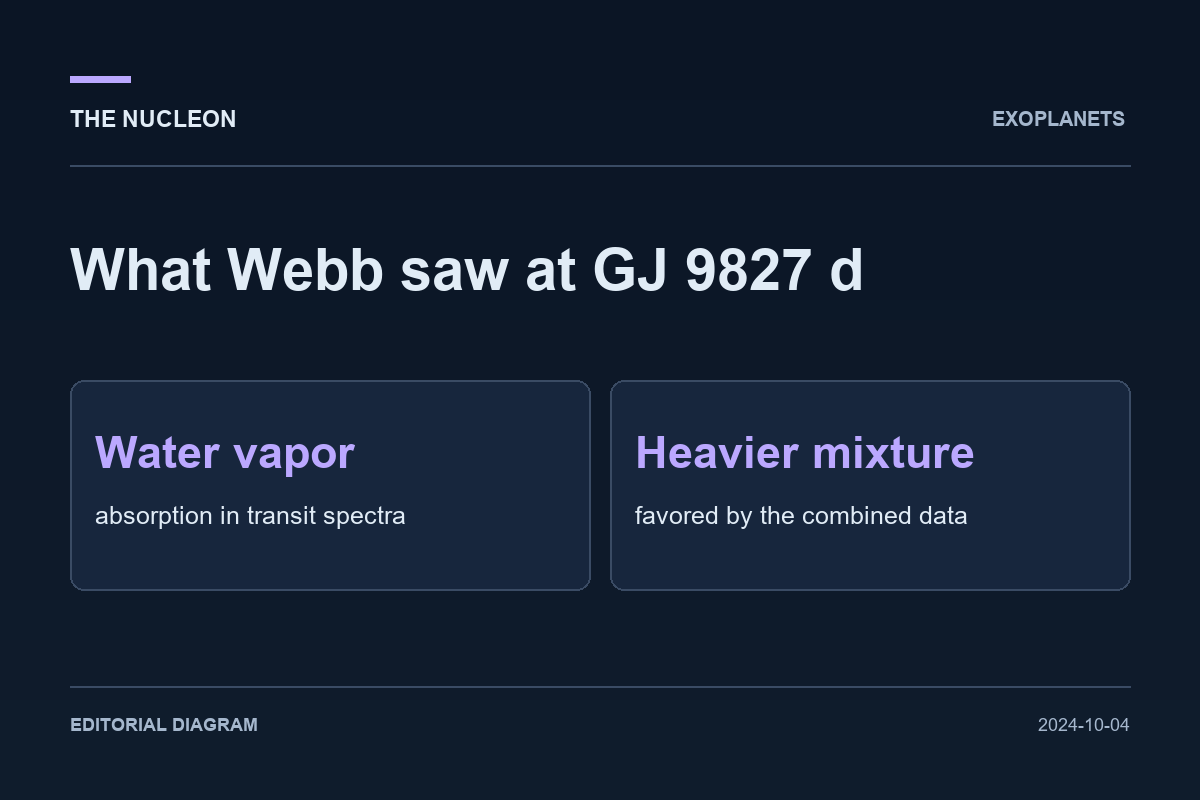 THE NUCLEON
EXOPLANETS
What Webb saw at GJ 9827 d
Water vapor
absorption in transit spectra
Heavier mixture
favored by the combined data
EDITORIAL DIAGRAM
2024-10-04